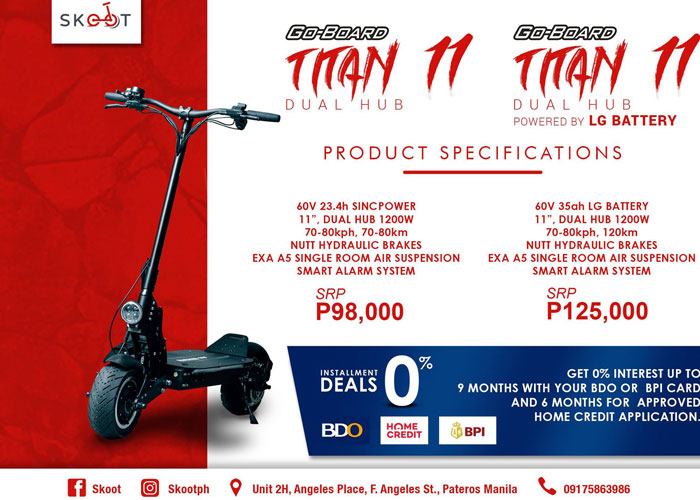 SKOOT
GO-BOARD
TITAN 11
DUAL HUB
GO-BOARD
TITAN 11
DUAL HUB
POWERED BY LG BATTERY
PRODUCT SPECIFICATIONS
60V 23.4h SINCPOWER
11”, DUAL HUB 1200W
70-80kph, 70-80km
NUTT HYDRAULIC BRAKES
EXA A5 SINGLE ROOM AIR SUSPENSION
SMART ALARM SYSTEM
SRP
P98,000
60V 35ah LG BATTERY
11”, DUAL HUB 1200W
70-80kph, 120km
NUTT HYDRAULIC BRAKES
EXA A5 SINGLE ROOM AIR SUSPENSION
SMART ALARM SYSTEM
SRP
P125,000
INSTALLMENT
DEALS 0%
BDO
HOME
CREDIT
BPI
GET 0% INTEREST UP TO
9 MONTHS WITH YOUR BDO OR BPI CARD
AND 6 MONTHS FOR APPROVED
HOME CREDIT APPLICATION.
Skoot
Skootph
Unit 2H, Angeles Place, F. Angeles St., Pateros Manila
09175863986